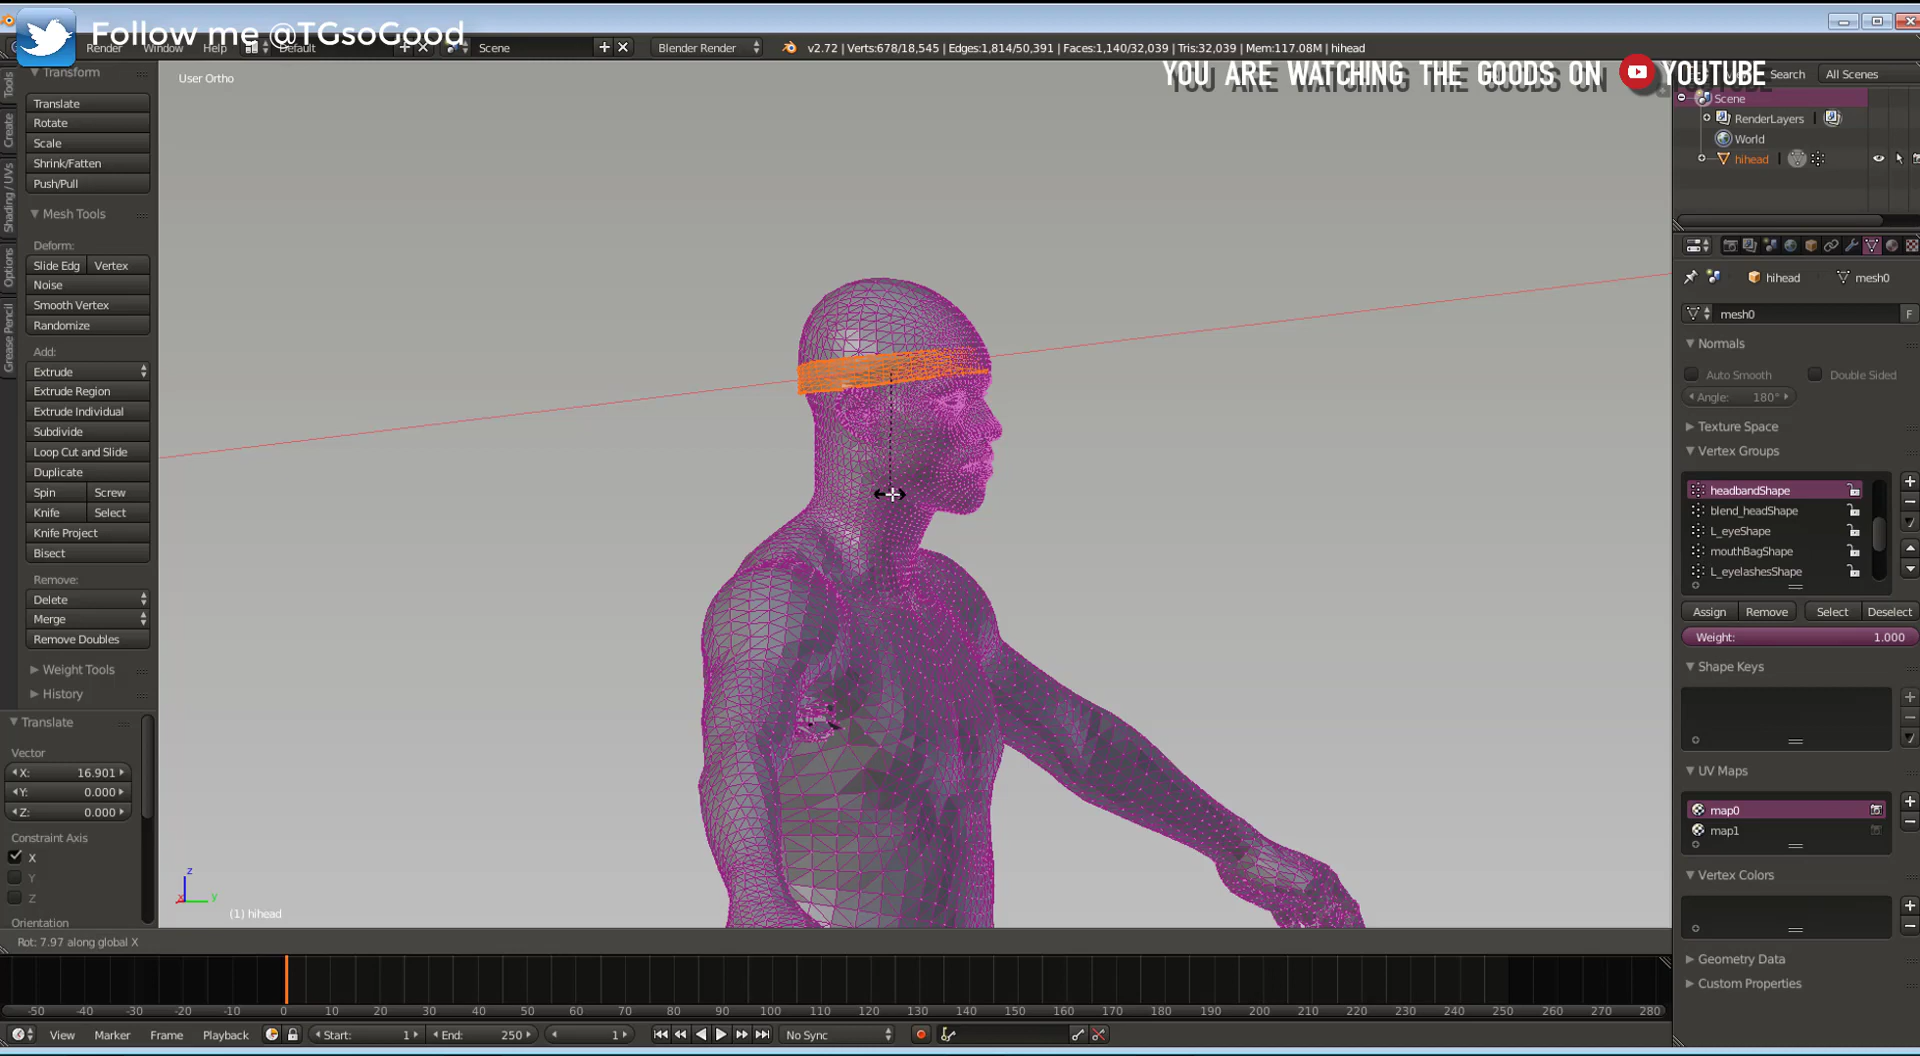 Follow me @TGsoGood
Render Window Help Default Scene Blender Render v2.72 | Verts:678/18,545 | Edges:1,814/50,391 | Faces:1,140/32,039 | Tris:32,039 | Mem:117.08M | hihead
YOU ARE WATCHING THE GOODS ON YOUTUBE
Search All Scenes
User Ortho
Tools
Create
Shading / UVs
Options
Grease Pencil
Transform
Translate
Rotate
Scale
Shrink/Fatten
Push/Pull
Mesh Tools
Deform:
Slide Edg Vertex
Noise
Smooth Vertex
Randomize
Add:
Extrude
Extrude Region
Extrude Individual
Subdivide
Loop Cut and Slide
Duplicate
Spin Screw
Knife Select
Knife Project
Bisect
Remove:
Delete
Merge
Remove Doubles
Weight Tools
History
Translate
Vector
X: 16.901
Y: 0.000
Z: 0.000
Constraint Axis
X
Y
Z
Orientation
z
x y
(1) hihead
Rot: 7.97 along global X
Scene
RenderLayers
World
hihead
hihead mesh0
mesh0 F
Normals
Auto Smooth Double Sided
Angle: 180°
Texture Space
Vertex Groups
headbandShape
blend_headShape
L_eyeShape
mouthBagShape
L_eyelashesShape
Assign Remove Select Deselect
Weight: 1.000
Shape Keys
UV Maps
map0
map1
Vertex Colors
Geometry Data
Custom Properties
-50 -40 -30 -20 -10 0 10 20 30 40 50 60 70 80 90 100 110 120 130 140 150 160 170 180 190 200 210 220 230 240 250 260 270 280
View Marker Frame Playback Start: 1 End: 250 1 No Sync